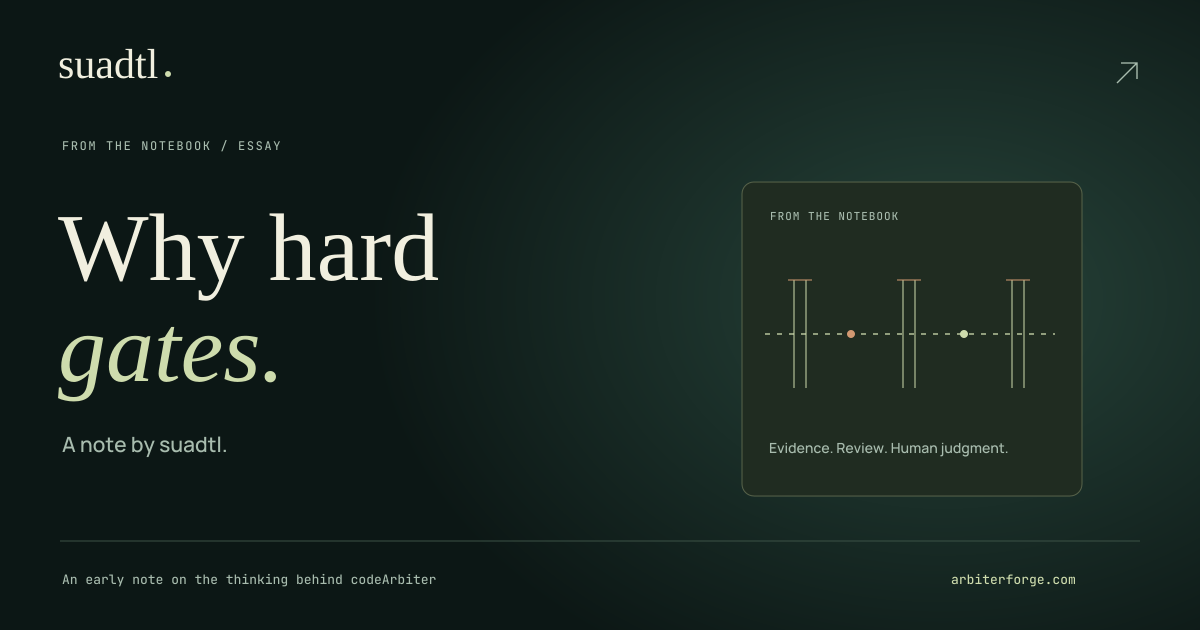 suadtl.
FROM THE NOTEBOOK / ESSAY
Why hard
gates.
A note by suadtl.
FROM THE NOTEBOOK
Evidence. Review. Human judgment.
An early note on the thinking behind codeArbiter
arbiterforge.com